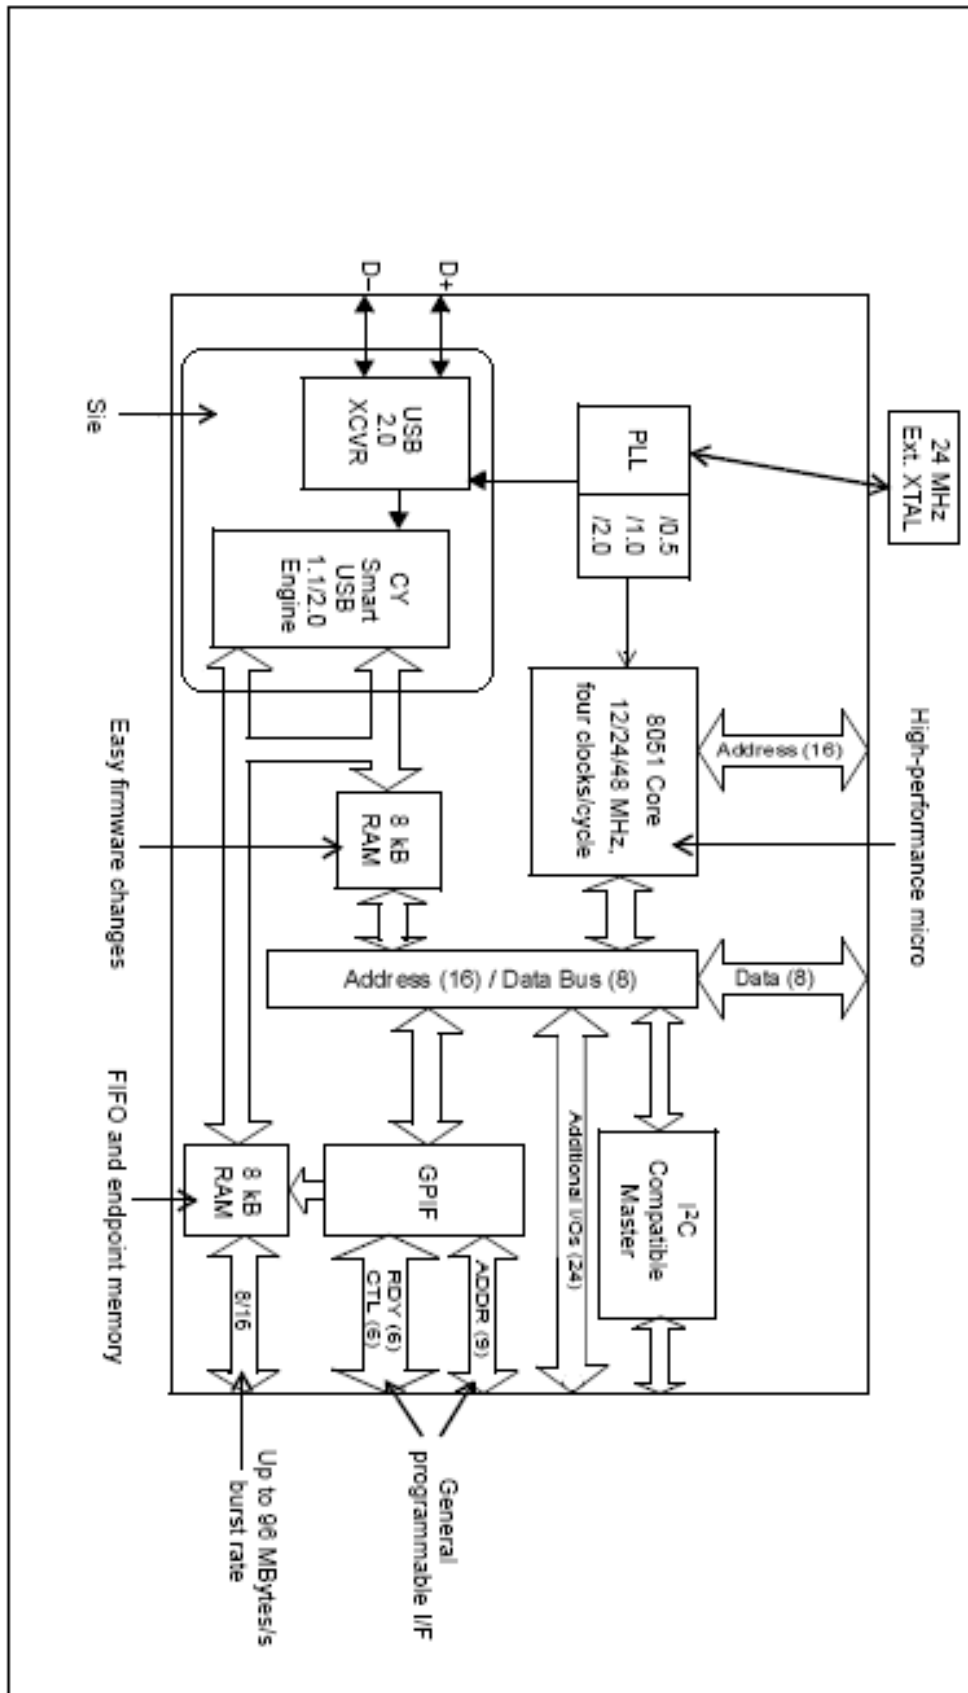 24 MHz
Ext. XTAL
High-performance micro
Address (16)
Data (8)
PLL
/0.5
/1.0
/2.0
8051 Core
12/24/48 MHz,
four clocks/cycle
I²C
Compatible
Master
Additional I/Os (24)
D+
D–
USB
2.0
XCVR
CY
Smart
USB
1.1/2.0
Engine
8 kB
RAM
Address (16) / Data Bus (8)
GPIF
ADDR (9)
RDY (6)
CTL (6)
General
programmable I/F
8 kB
RAM
8/16
Up to 96 MBytes/s
burst rate
Sie
Easy firmware changes
FIFO and endpoint memory